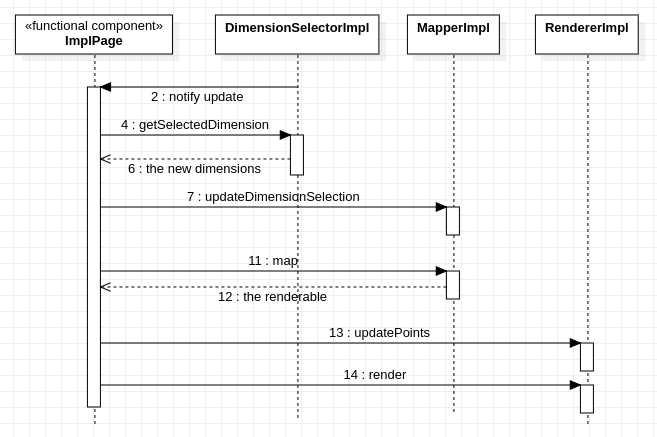 «functional component»
ImplPage
DimensionSelectorImpl
MapperImpl
RendererImpl
2 : notify update
4 : getSelectedDimension
6 : the new dimensions
7 : updateDimensionSelection
11 : map
12 : the renderable
13 : updatePoints
14 : render